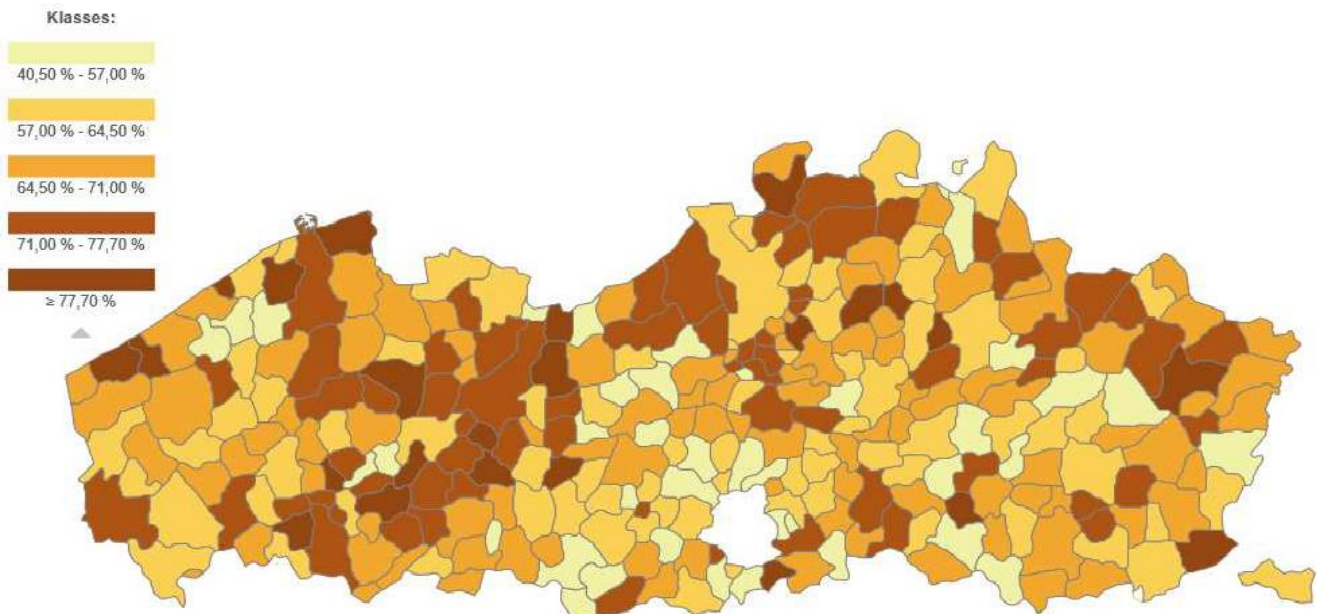 Klasses:
40,50 % - 57,00 %
57,00 % - 64,50 %
64,50 % - 71,00 %
71,00 % - 77,70 %
≥ 77,70 %